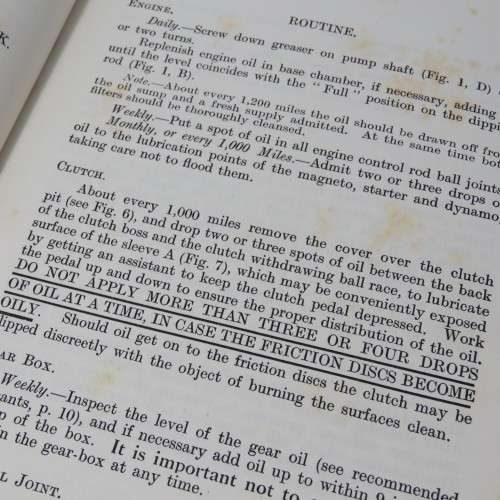 K.
ROUTINE.
ENGINE.
Daily.—Screw down greaser on pump shaft (Fig. 1, D)
or two turns.
Replenish engine oil in base chamber, if necessary, adding
until the level coincides with the "Full" position on the
rod (Fig. 1, B).
Note.—About every 1,200 miles the oil should be drawn off
the oil sump and a fresh supply admitted. At the same time
filters should be thoroughly cleansed.
Weekly.—Put a spot of oil in all engine control rod ball joints
Monthly, or every 1,000 Miles.—Admit two or three drops o
oil to the lubrication points of the magneto, starter and dynamo,
taking care not to flood them.
CLUTCH.
About every 1,000 miles remove the cover over the clutch
pit (see Fig. 6), and drop two or three spots of oil between the back
of the clutch boss and the clutch withdrawing ball race, to lubricate
surface of the sleeve A (Fig. 7), which may be conveniently exposed
by getting an assistant to keep the clutch pedal depressed. Work
the pedal up and down to ensure the proper distribution of the oil.
DO NOT APPLY MORE THAN THREE OR FOUR DROPS
OF OIL AT A TIME, IN CASE THE FRICTION DISCS BECOME
OILY. Should oil get on to the friction discs the clutch may be
lipped discreetly with the object of burning the surfaces clean.
AR BOX.
Weekly.—Inspect the level of the gear oil (see recommended
ants, p. 10), and if necessary add oil up to within
p of the box. It is important not to
n the gear-box at any time.
L JOINT.